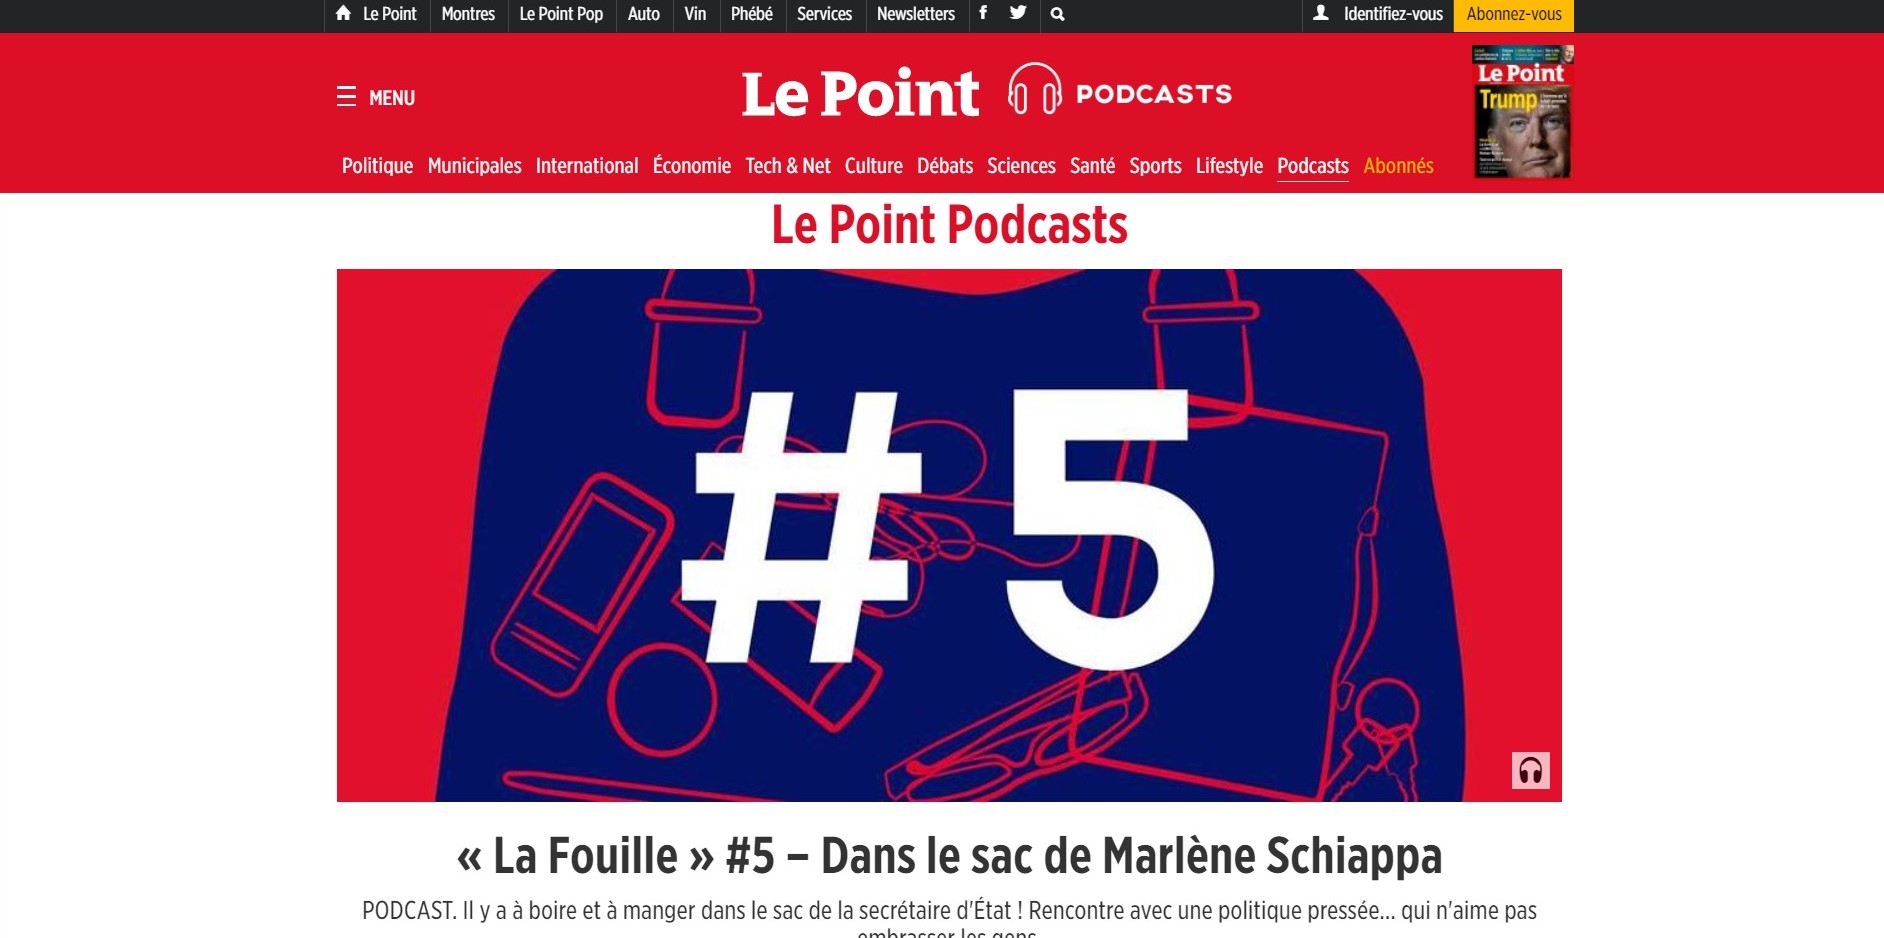 Le Point Montres Le Point Pop Auto Vin Phébé Services Newsletters Identifiez-vous Abonnez-vous
MENU
Le Point PODCASTS
Le Point
Trump
Politique Municipales International Économie Tech & Net Culture Débats Sciences Santé Sports Lifestyle Podcasts Abonnés
Le Point Podcasts
#5
« La Fouille » #5 – Dans le sac de Marlène Schiappa
PODCAST. Il y a à boire et à manger dans le sac de la secrétaire d'État ! Rencontre avec une politique pressée... qui n'aime pas
embrasser les gens.